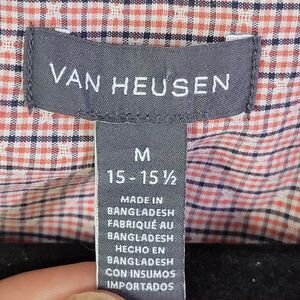 VAN HEUSEN
M
15 - 15 ½
MADE IN
BANGLADESH
FABRIQUÉ AU
BANGLADESH
HECHO EN
BANGLADESH
CON INSUMOS
IMPORTADOS